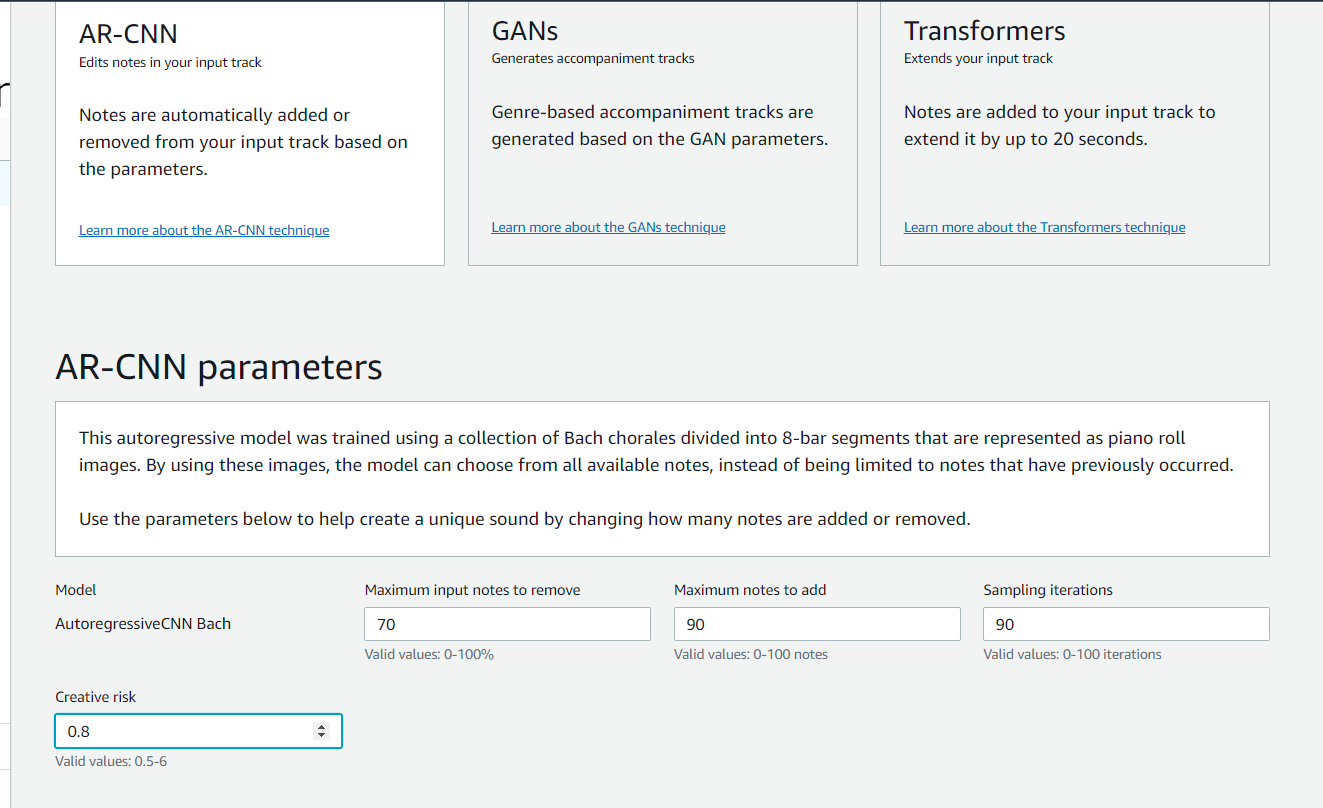 AR-CNN
Edits notes in your input track
Notes are automatically added or
removed from your input track based on
the parameters.
Learn more about the AR-CNN technique
GANs
Generates accompaniment tracks
Genre-based accompaniment tracks are
generated based on the GAN parameters.
Learn more about the GANs technique
Transformers
Extends your input track
Notes are added to your input track to
extend it by up to 20 seconds.
Learn more about the Transformers technique
AR-CNN parameters
This autoregressive model was trained using a collection of Bach chorales divided into 8-bar segments that are represented as piano roll
images. By using these images, the model can choose from all available notes, instead of being limited to notes that have previously occurred.
Use the parameters below to help create a unique sound by changing how many notes are added or removed.
Model
AutoregressiveCNN Bach
Maximum input notes to remove
70
Valid values: 0-100%
Maximum notes to add
90
Valid values: 0-100 notes
Sampling iterations
90
Valid values: 0-100 iterations
Creative risk
0.8
Valid values: 0.5-6